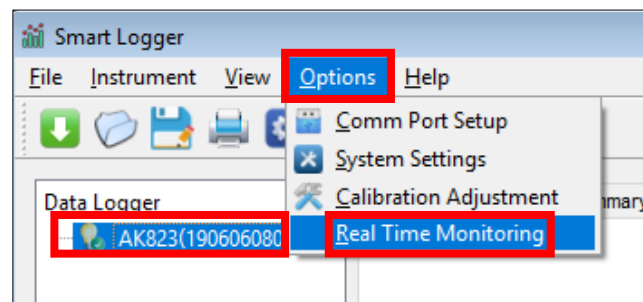 Smart Logger
File Instrument View Options Help
Comm Port Setup
System Settings
Calibration Adjustment
Real Time Monitoring
Data Logger
AK823(190606080